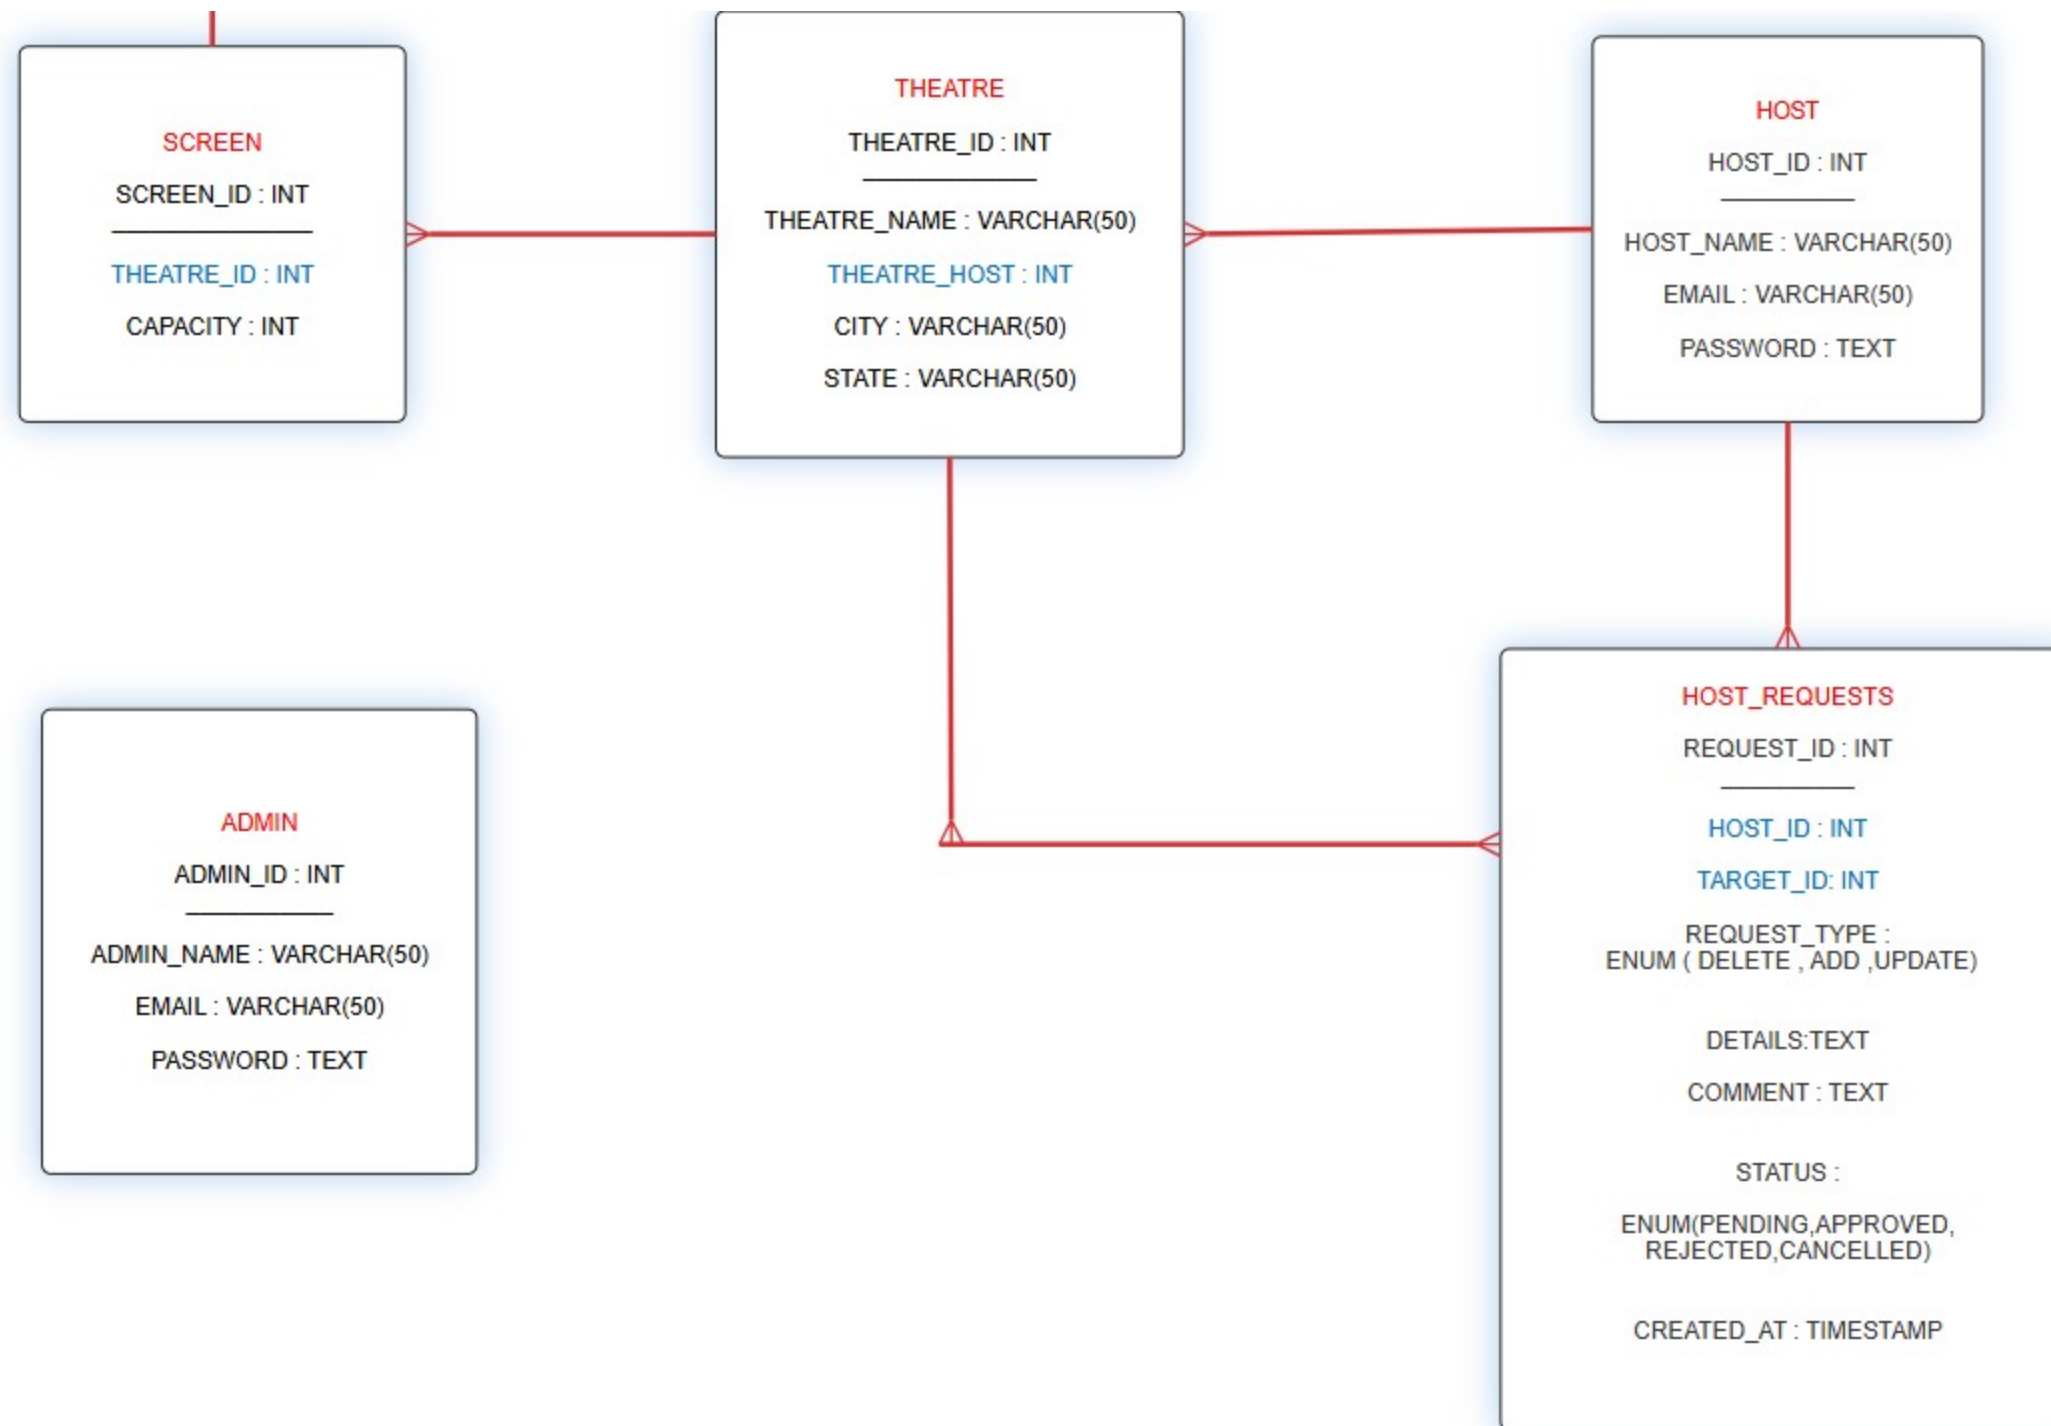 SCREEN
SCREEN_ID : INT
THEATRE_ID : INT
CAPACITY : INT
THEATRE
THEATRE_ID : INT
THEATRE_NAME : VARCHAR(50)
THEATRE_HOST : INT
CITY : VARCHAR(50)
STATE : VARCHAR(50)
HOST
HOST_ID : INT
HOST_NAME : VARCHAR(50)
EMAIL : VARCHAR(50)
PASSWORD : TEXT
ADMIN
ADMIN_ID : INT
ADMIN_NAME : VARCHAR(50)
EMAIL : VARCHAR(50)
PASSWORD : TEXT
HOST_REQUESTS
REQUEST_ID : INT
HOST_ID : INT
TARGET_ID: INT
REQUEST_TYPE :
ENUM ( DELETE , ADD ,UPDATE)
DETAILS:TEXT
COMMENT : TEXT
STATUS :
ENUM(PENDING,APPROVED,
REJECTED,CANCELLED)
CREATED_AT : TIMESTAMP